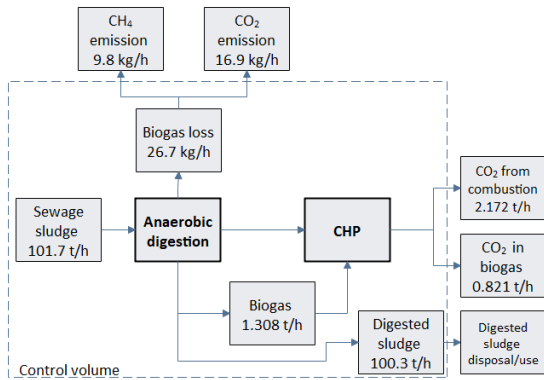 CH₄
emission
9.8 kg/h
CO₂
emission
16.9 kg/h
Biogas loss
26.7 kg/h
CO₂ from
combustion
2.172 t/h
Sewage
sludge
101.7 t/h
Anaerobic
digestion
CHP
CO₂ in
biogas
0.821 t/h
Biogas
1.308 t/h
Digested
sludge
100.3 t/h
Digested
sludge
disposal/use
Control volume